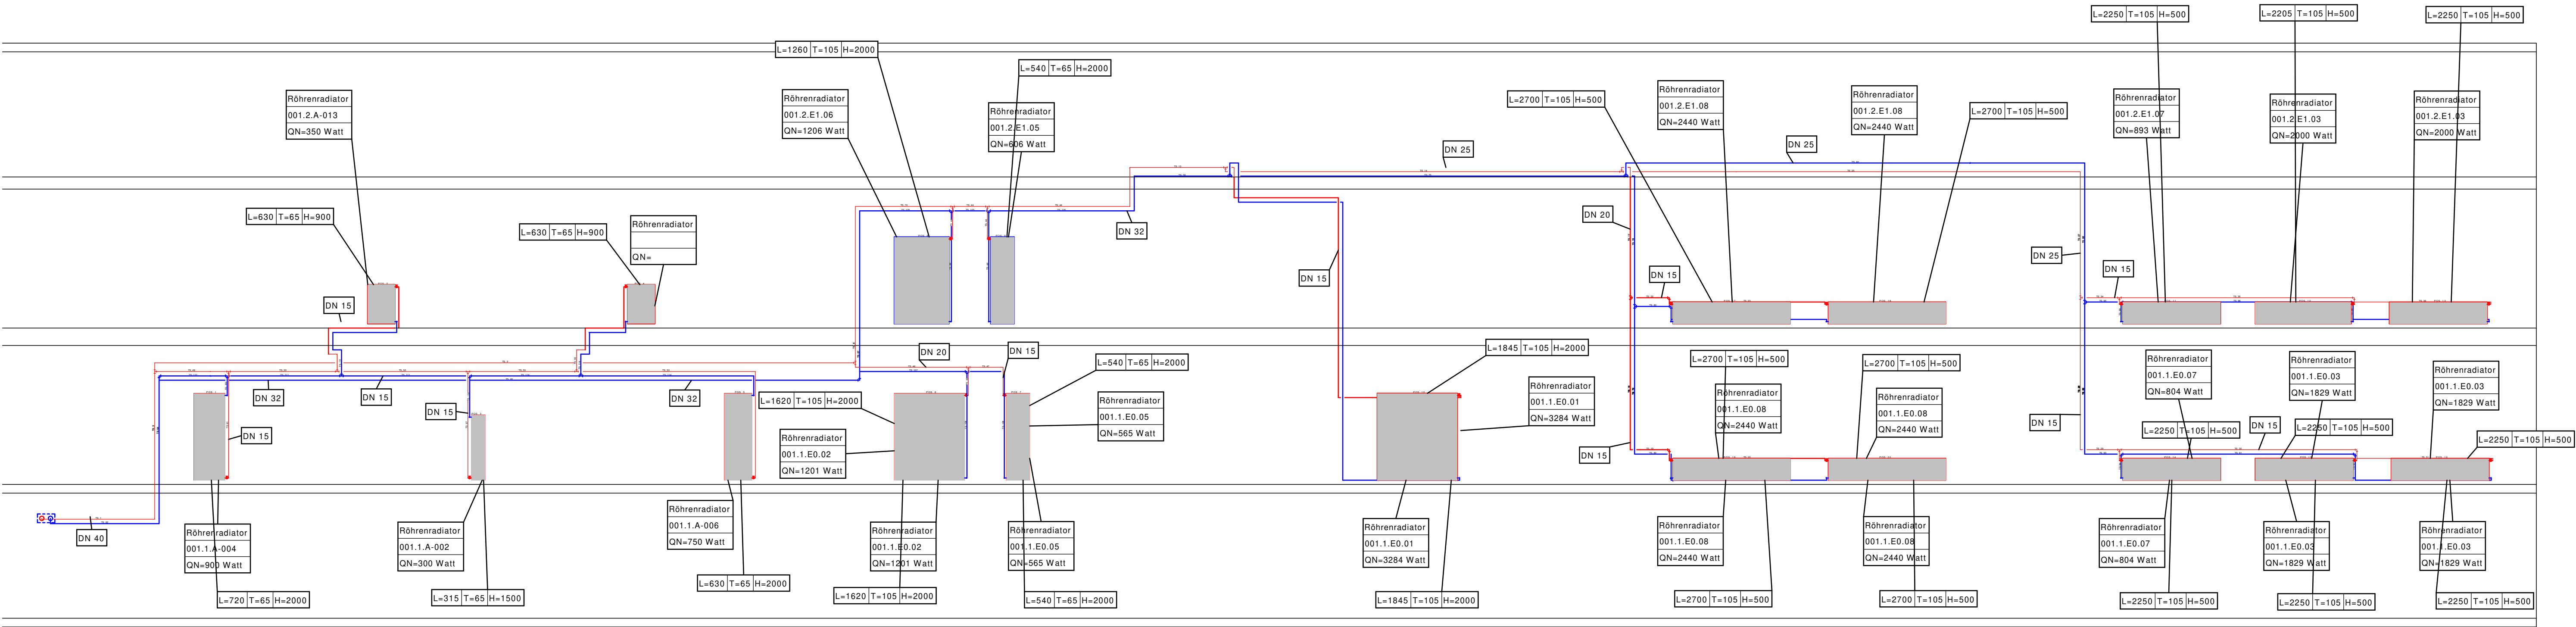 L=2250 T=105 H=500
L=2205 T=105 H=500
L=2250 T=105 H=500
L=1260 T=105 H=2000
L=540 T=65 H=2000
Röhrenradiator
001.2.A-013
QN=350 Watt
Röhrenradiator
001.2.E1.06
QN=1206 Watt
Röhrenradiator
001.2.E1.05
QN=606 Watt
L=2700 T=105 H=500
Röhrenradiator
001.2.E1.08
QN=2440 Watt
Röhrenradiator
001.2.E1.08
QN=2440 Watt
L=2700 T=105 H=500
Röhrenradiator
001.2.E1.07
QN=893 Watt
Röhrenradiator
001.2.E1.03
QN=2000 Watt
Röhrenradiator
001.2.E1.03
QN=2000 Watt
DN 25
DN 25
L=630 T=65 H=900
L=630 T=65 H=900
Röhrenradiator
QN=
DN 32
DN 20
DN 15
DN 15
DN 25
DN 15
DN 15
DN 20
DN 15
L=540 T=65 H=2000
L=1845 T=105 H=2000
L=2700 T=105 H=500
L=2700 T=105 H=500
Röhrenradiator
001.1.E0.07
QN=804 Watt
Röhrenradiator
001.1.E0.03
QN=1829 Watt
Röhrenradiator
001.1.E0.03
QN=1829 Watt
DN 32
DN 15
DN 15
DN 32
L=1620 T=105 H=2000
Röhrenradiator
001.1.E0.05
QN=565 Watt
Röhrenradiator
001.1.E0.01
QN=3284 Watt
Röhrenradiator
001.1.E0.08
QN=2440 Watt
Röhrenradiator
001.1.E0.08
QN=2440 Watt
DN 15
L=2250 T=105 H=500
DN 15
L=2250 T=105 H=500
L=2250 T=105 H=500
DN 15
Röhrenradiator
001.1.E0.02
QN=1201 Watt
DN 15
DN 40
Röhrenradiator
001.1.A-004
QN=900 Watt
Röhrenradiator
001.1.A-002
QN=300 Watt
Röhrenradiator
001.1.A-006
QN=750 Watt
Röhrenradiator
001.1.E0.02
QN=1201 Watt
Röhrenradiator
001.1.E0.05
QN=565 Watt
Röhrenradiator
001.1.E0.01
QN=3284 Watt
Röhrenradiator
001.1.E0.08
QN=2440 Watt
Röhrenradiator
001.1.E0.08
QN=2440 Watt
Röhrenradiator
001.1.E0.07
QN=804 Watt
Röhrenradiator
001.1.E0.03
QN=1829 Watt
Röhrenradiator
001.1.E0.03
QN=1829 Watt
L=720 T=65 H=2000
L=315 T=65 H=1500
L=630 T=65 H=2000
L=1620 T=105 H=2000
L=540 T=65 H=2000
L=1845 T=105 H=2000
L=2700 T=105 H=500
L=2700 T=105 H=500
L=2250 T=105 H=500
L=2250 T=105 H=500
L=2250 T=105 H=500